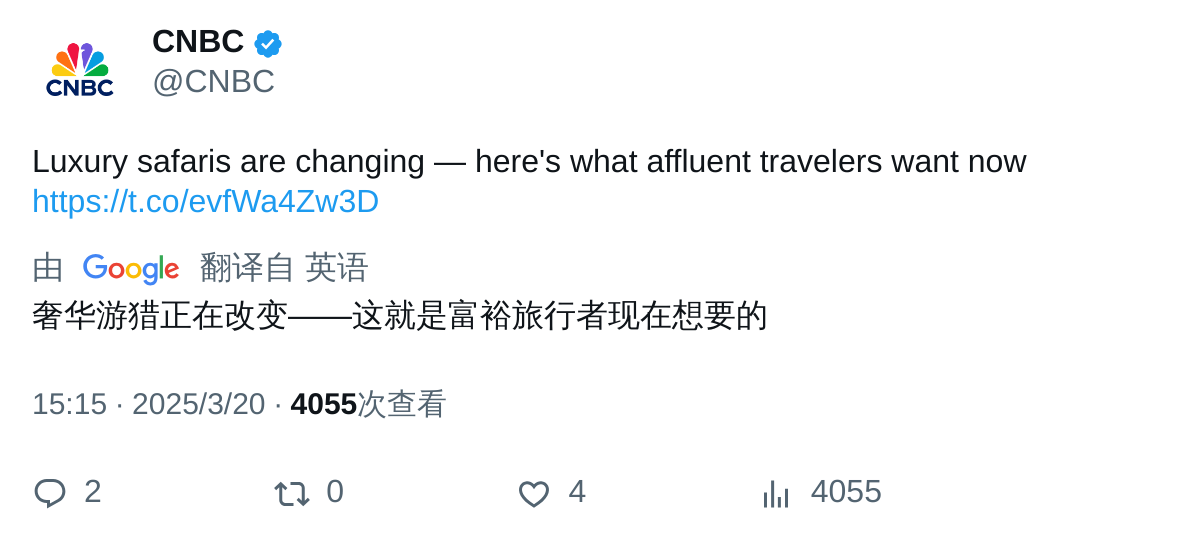 CNBC
CNBC
@CNBC
Luxury safaris are changing — here's what affluent travelers want now
https://t.co/evfWa4Zw3D
由 Google 翻译自 英语
奢华游猎正在改变——这就是富裕旅行者现在想要的
15:15 · 2025/3/20 · 4055次查看
2 0 4 4055